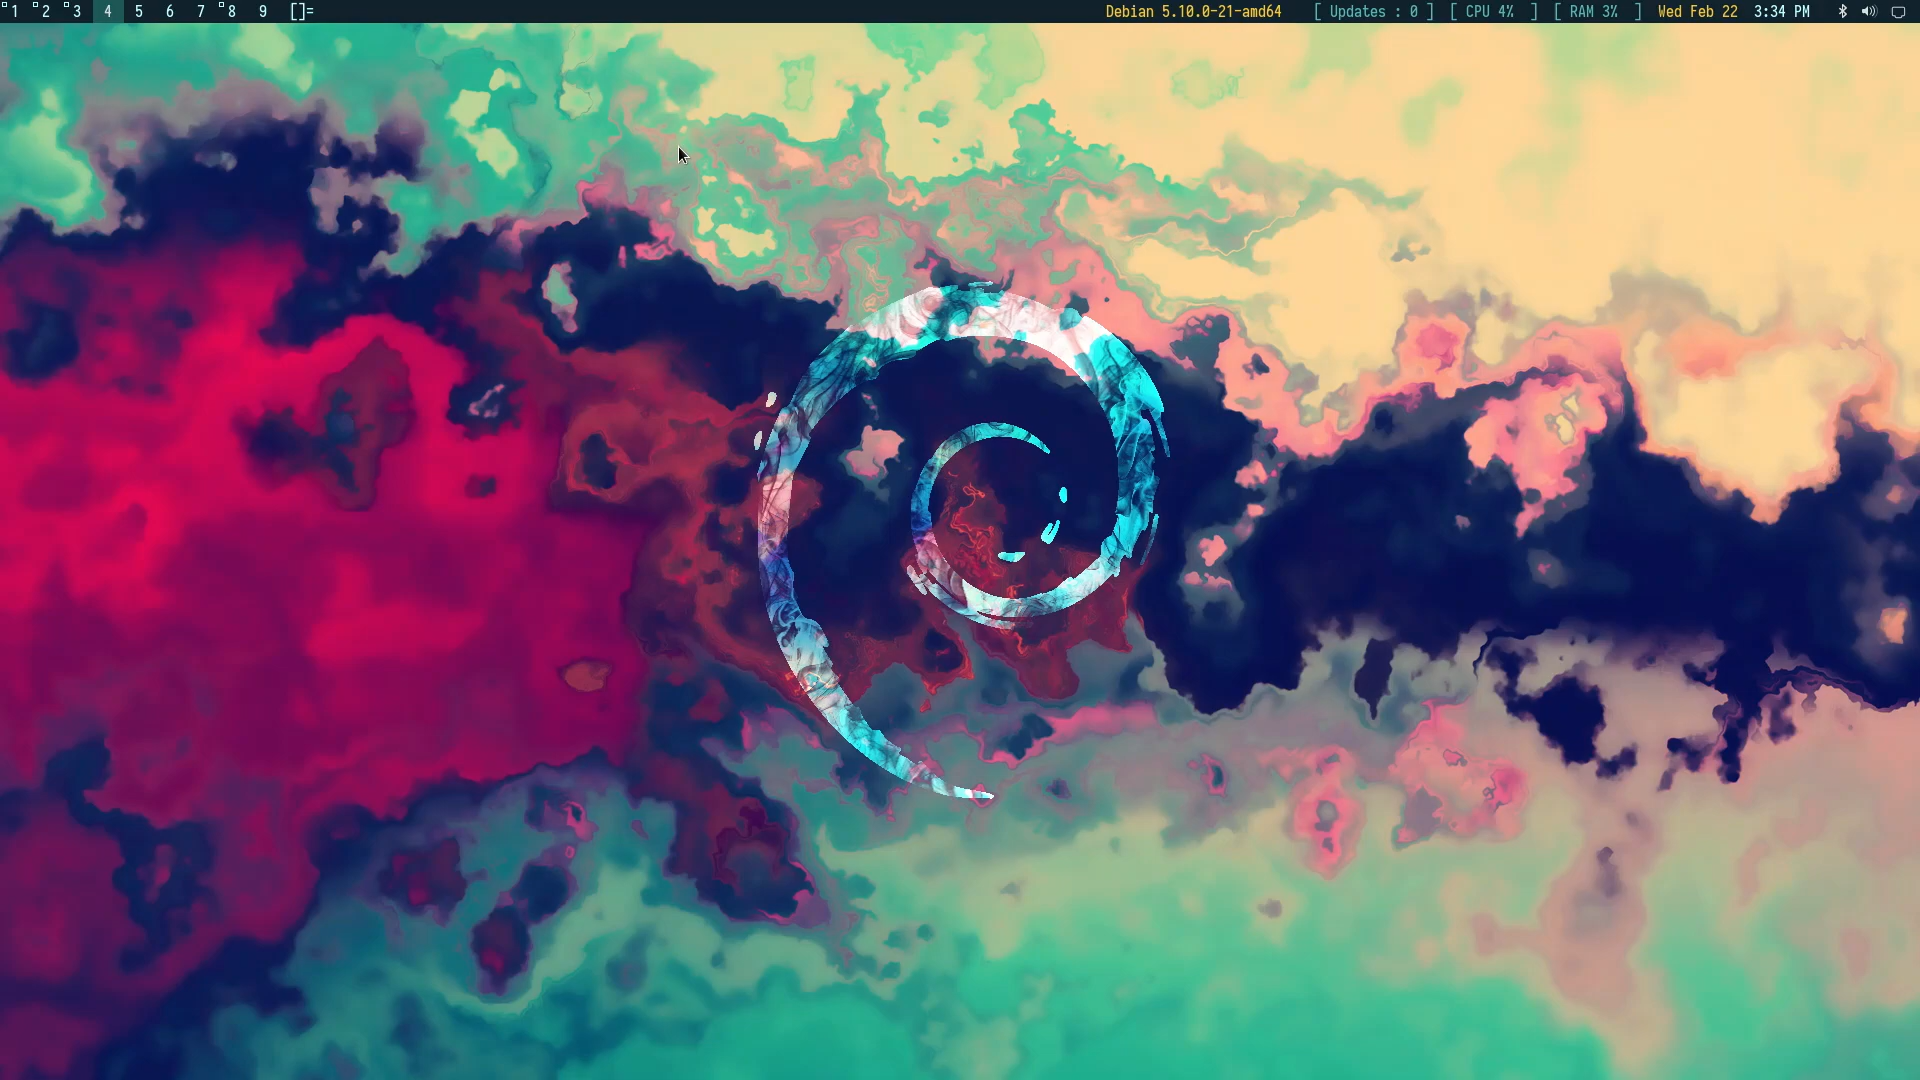 1 2 3 4 5 6 7 8 9 []= Debian 5.10.0-21-amd64 [ Updates : 0 ] [ CPU 4% ] [ RAM 3% ] Wed Feb 22 3:34 PM